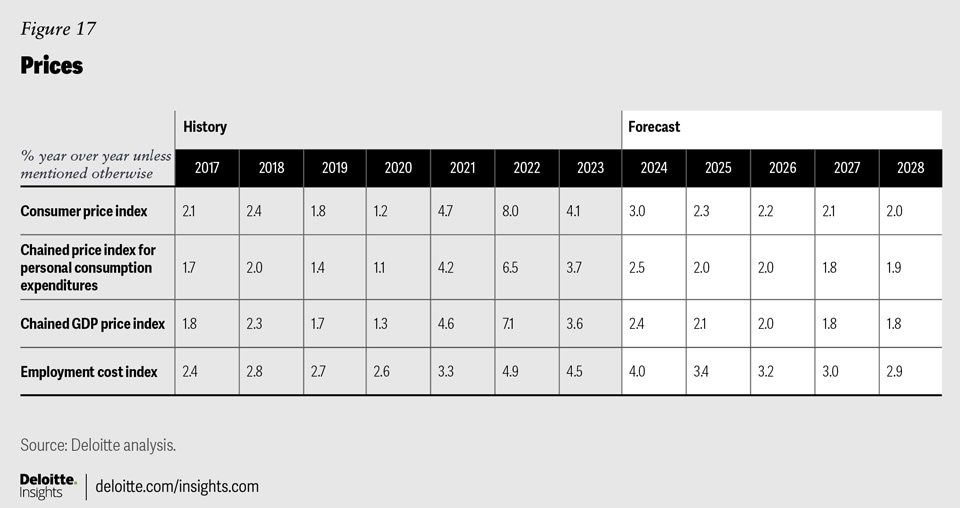 Figure 17
Prices
History Forecast
% year over year unless
mentioned otherwise
2017 2018 2019 2020 2021 2022 2023 2024 2025 2026 2027 2028
Consumer price index 2.1 2.4 1.8 1.2 4.7 8.0 4.1 3.0 2.3 2.2 2.1 2.0
Chained price index for
personal consumption
expenditures
1.7 2.0 1.4 1.1 4.2 6.5 3.7 2.5 2.0 2.0 1.8 1.9
Chained GDP price index 1.8 2.3 1.7 1.3 4.6 7.1 3.6 2.4 2.1 2.0 1.8 1.8
Employment cost index 2.4 2.8 2.7 2.6 3.3 4.9 4.5 4.0 3.4 3.2 3.0 2.9
Source: Deloitte analysis.
Deloitte.
Insights
deloitte.com/insights.com